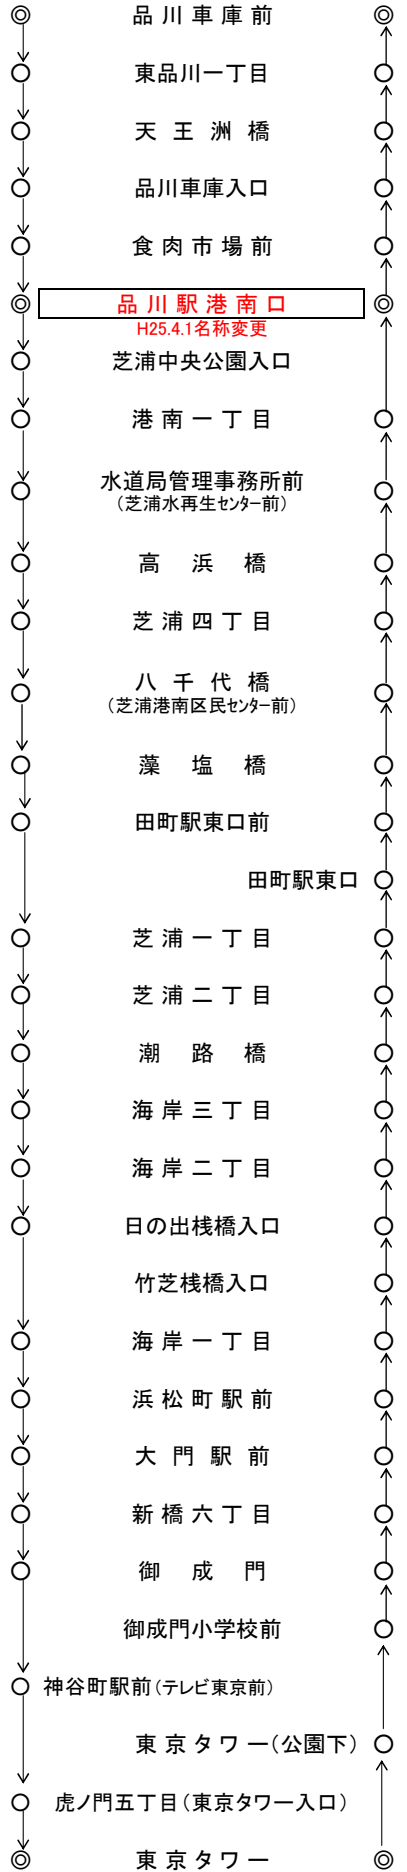 品川車庫前
東品川一丁目
天王洲橋
品川車庫入口
食肉市場前
品川駅港南口
H25.4.1名称変更
芝浦中央公園入口
港南一丁目
水道局管理事務所前
（芝浦水再生センター前）
高浜橋
芝浦四丁目
八千代橋
（芝浦港南区民センター前）
藻塩橋
田町駅東口前
田町駅東口
芝浦一丁目
芝浦二丁目
潮路橋
海岸三丁目
海岸二丁目
日の出桟橋入口
竹芝桟橋入口
海岸一丁目
浜松町駅前
大門駅前
新橋六丁目
御成門
御成門小学校前
神谷町駅前（テレビ東京前）
東京タワー（公園下）
虎ノ門五丁目（東京タワー入口）
東京タワー